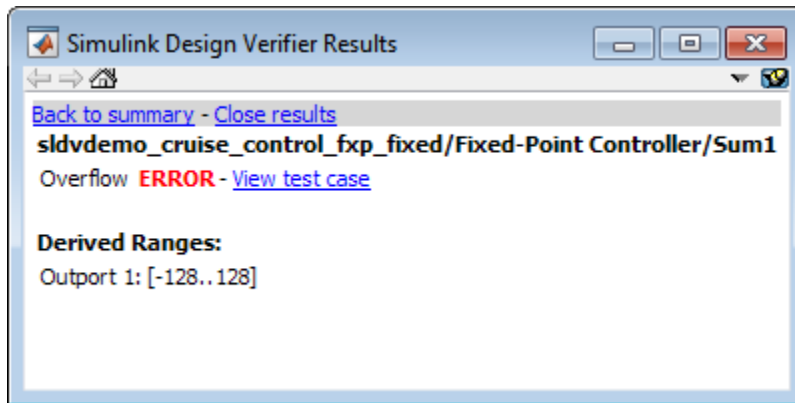 Simulink Design Verifier Results
Back to summary - Close results
sldvdemo_cruise_control_fxp_fixed/Fixed-Point Controller/Sum1
Overflow ERROR - View test case
Derived Ranges:
Outport 1: [-128..128]